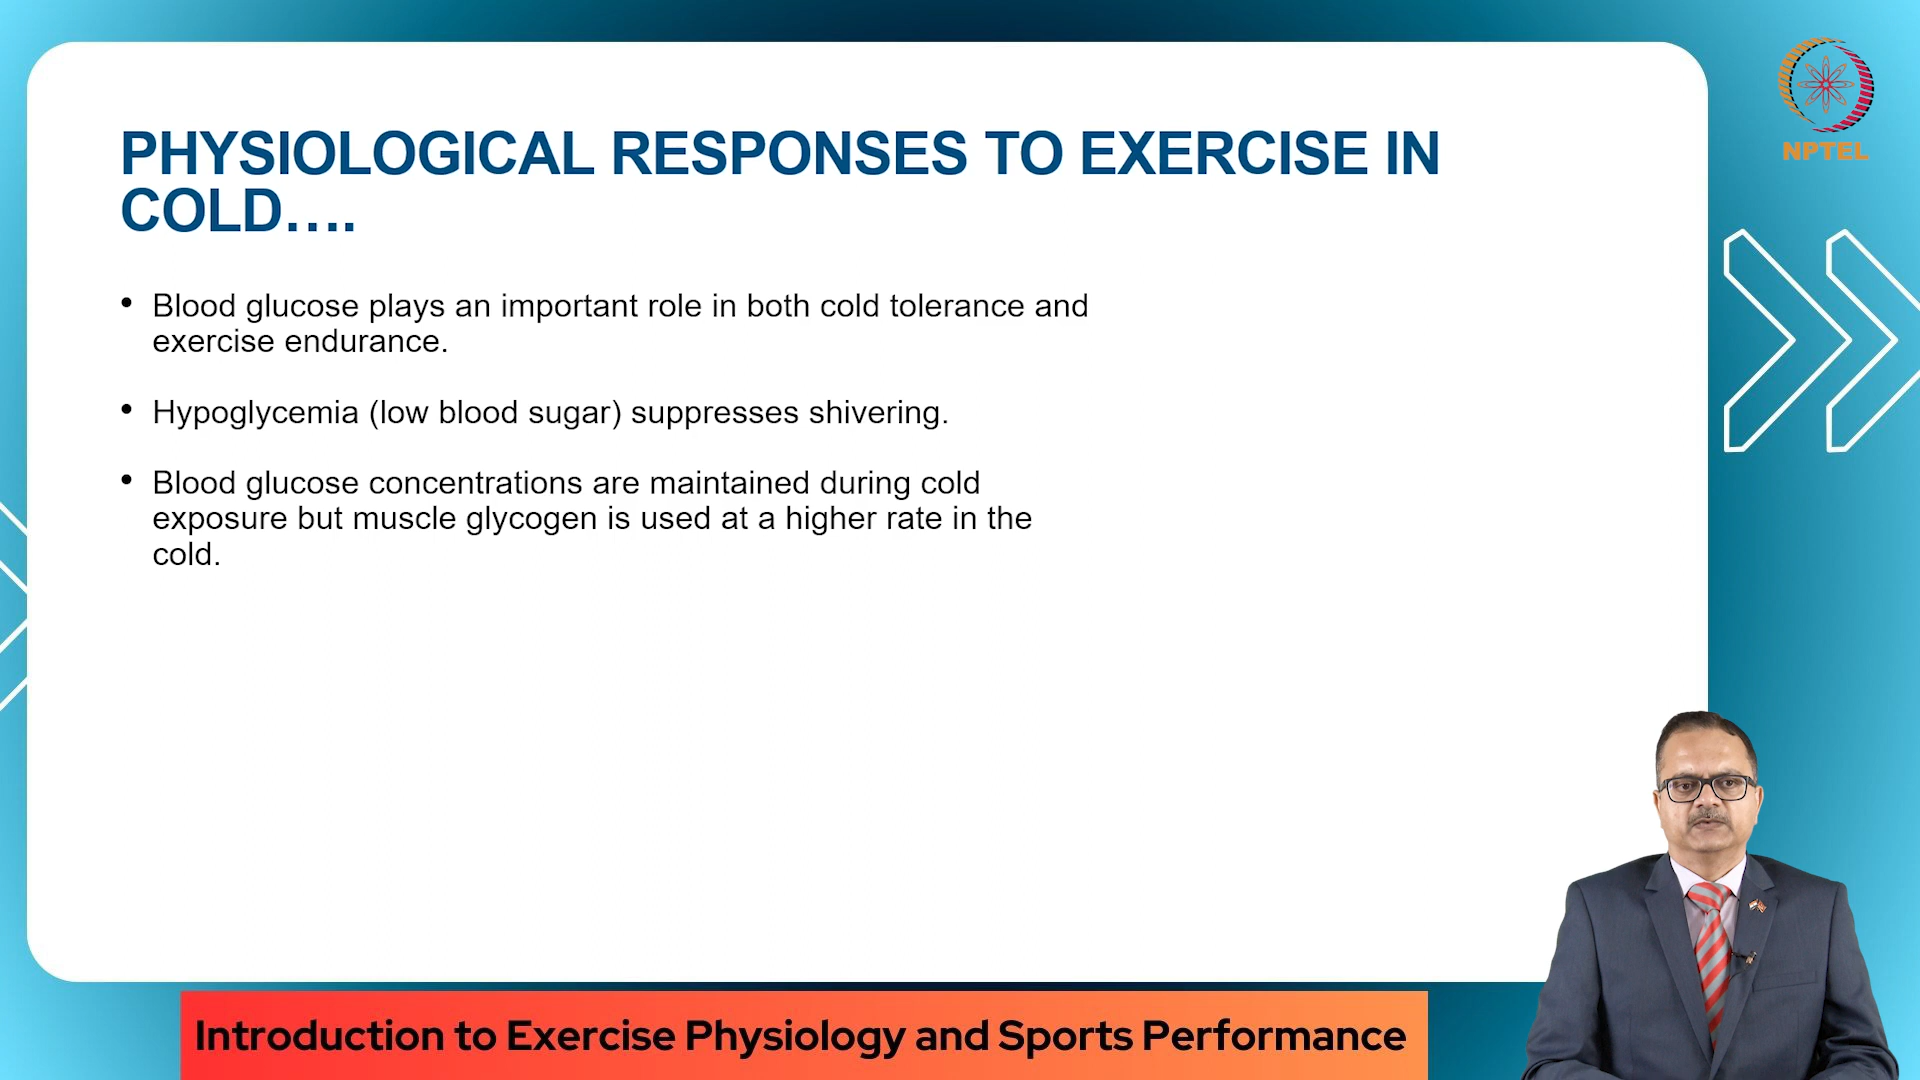 PHYSIOLOGICAL RESPONSES TO EXERCISE IN
COLD….
• Blood glucose plays an important role in both cold tolerance and
exercise endurance.
• Hypoglycemia (low blood sugar) suppresses shivering.
• Blood glucose concentrations are maintained during cold
exposure but muscle glycogen is used at a higher rate in the
cold.
NPTEL
Introduction to Exercise Physiology and Sports Performance